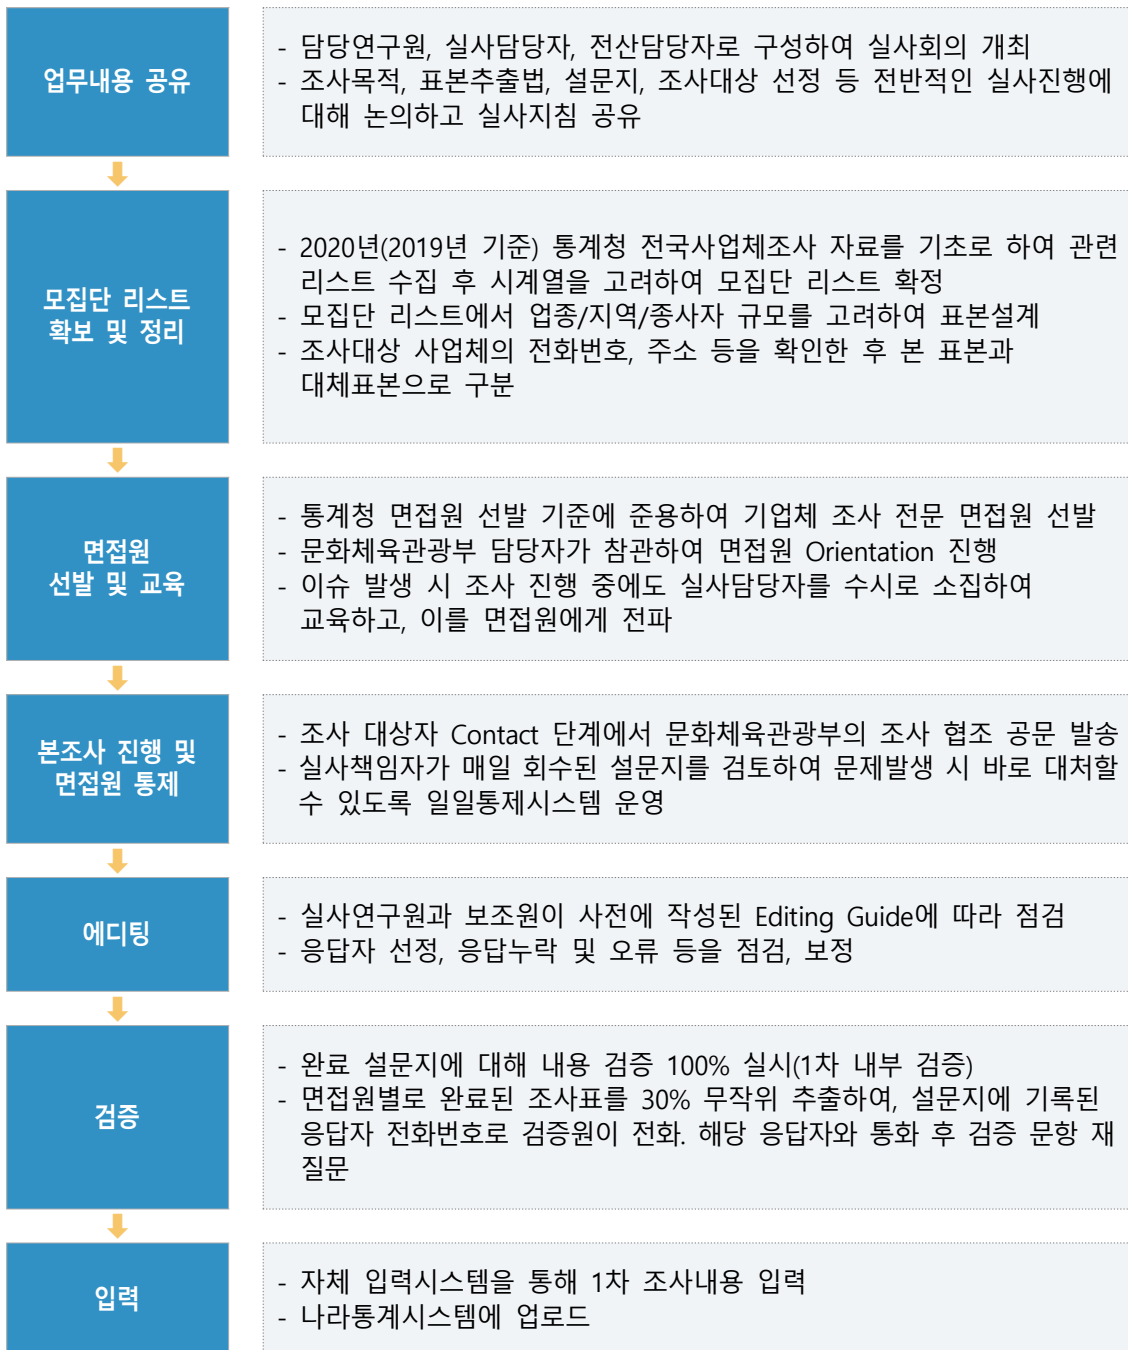 업무내용 공유
- 담당연구원, 실사담당자, 전산담당자로 구성하여 실사회의 개최
- 조사목적, 표본추출법, 설문지, 조사대상 선정 등 전반적인 실사진행에
대해 논의하고 실사지침 공유
모집단 리스트
확보 및 정리
- 2020년(2019년 기준) 통계청 전국사업체조사 자료를 기초로 하여 관련
리스트 수집 후 시계열을 고려하여 모집단 리스트 확정
- 모집단 리스트에서 업종/지역/종사자 규모를 고려하여 표본설계
- 조사대상 사업체의 전화번호, 주소 등을 확인한 후 본 표본과
대체표본으로 구분
면접원
선발 및 교육
- 통계청 면접원 선발 기준에 준용하여 기업체 조사 전문 면접원 선발
- 문화체육관광부 담당자가 참관하여 면접원 Orientation 진행
- 이슈 발생 시 조사 진행 중에도 실사담당자를 수시로 소집하여
교육하고, 이를 면접원에게 전파
본조사 진행 및
면접원 통제
- 조사 대상자 Contact 단계에서 문화체육관광부의 조사 협조 공문 발송
- 실사책임자가 매일 회수된 설문지를 검토하여 문제발생 시 바로 대처할
수 있도록 일일통제시스템 운영
에디팅
- 실사연구원과 보조원이 사전에 작성된 Editing Guide에 따라 점검
- 응답자 선정, 응답누락 및 오류 등을 점검, 보정
검증
- 완료 설문지에 대해 내용 검증 100% 실시(1차 내부 검증)
- 면접원별로 완료된 조사표를 30% 무작위 추출하여, 설문지에 기록된
응답자 전화번호로 검증원이 전화. 해당 응답자와 통화 후 검증 문항 재
질문
입력
- 자체 입력시스템을 통해 1차 조사내용 입력
- 나라통계시스템에 업로드